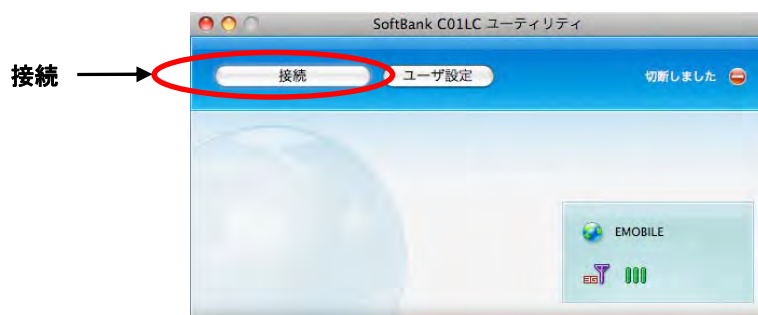 SoftBank C01LC ユーティリティ
接続
接続
ユーザ設定
切断しました
EMOBILE